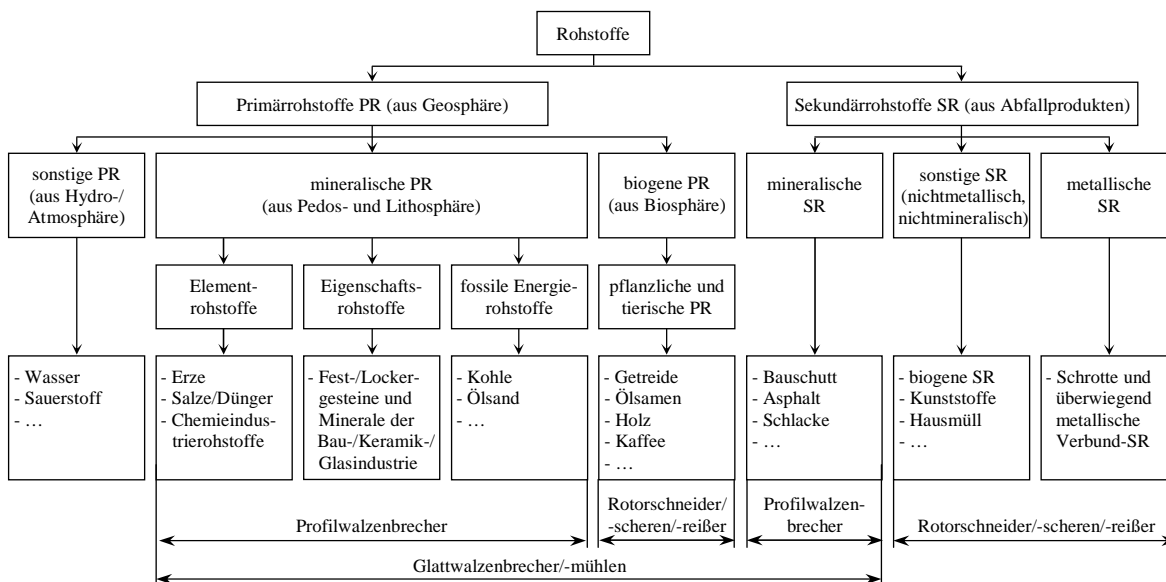 Rohstoffe
Primärrohstoffe PR (aus Geosphäre)
Sekundärrohstoffe SR (aus Abfallprodukten)
sonstige PR
(aus Hydro-/
Atmosphäre)
mineralische PR
(aus Pedos- und Lithosphäre)
biogene PR
(aus Biosphäre)
mineralische
SR
sonstige SR
(nichtmetallisch,
nichtmineralisch)
metallische
SR
Element-
rohstoffe
Eigenschafts-
rohstoffe
fossile Energie-
rohstoffe
pflanzliche und
tierische PR
- Wasser
- Sauerstoff
- …
- Erze
- Salze/Dünger
- Chemieindus-
trierohstoffe
- Fest-/Locker-
gesteine und
Minerale der
Bau-/Keramik-/
Glasindustrie
- Kohle
- Ölsand
- …
- Getreide
- Ölsamen
- Holz
- Kaffee
- …
- Bauschutt
- Asphalt
- Schlacke
- …
- biogene SR
- Kunststoffe
- Hausmüll
- …
- Schrotte und
überwiegend
metallische
Verbund-SR
Profilwalzenbrecher
Rotorschneider/
-scheren/-reißer
Profilwalzen-
brecher
Rotorschneider/-scheren/-reißer
Glattwalzenbrecher/-mühlen